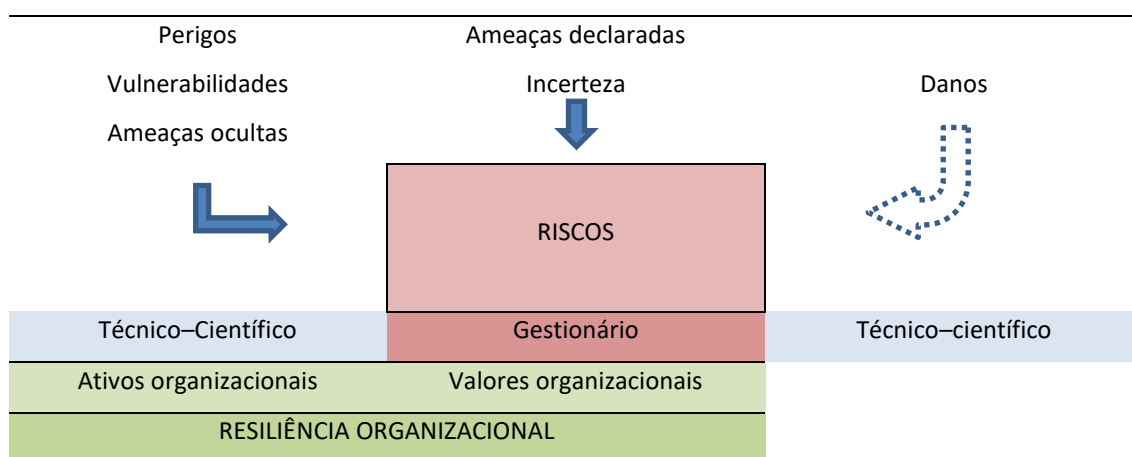 Perigos
Vulnerabilidades
Ameaças ocultas
Ameaças declaradas
Incerteza
Danos
RISCOS
Técnico–Científico
Gestionário
Técnico–científico
Ativos organizacionais
Valores organizacionais
RESILIÊNCIA ORGANIZACIONAL